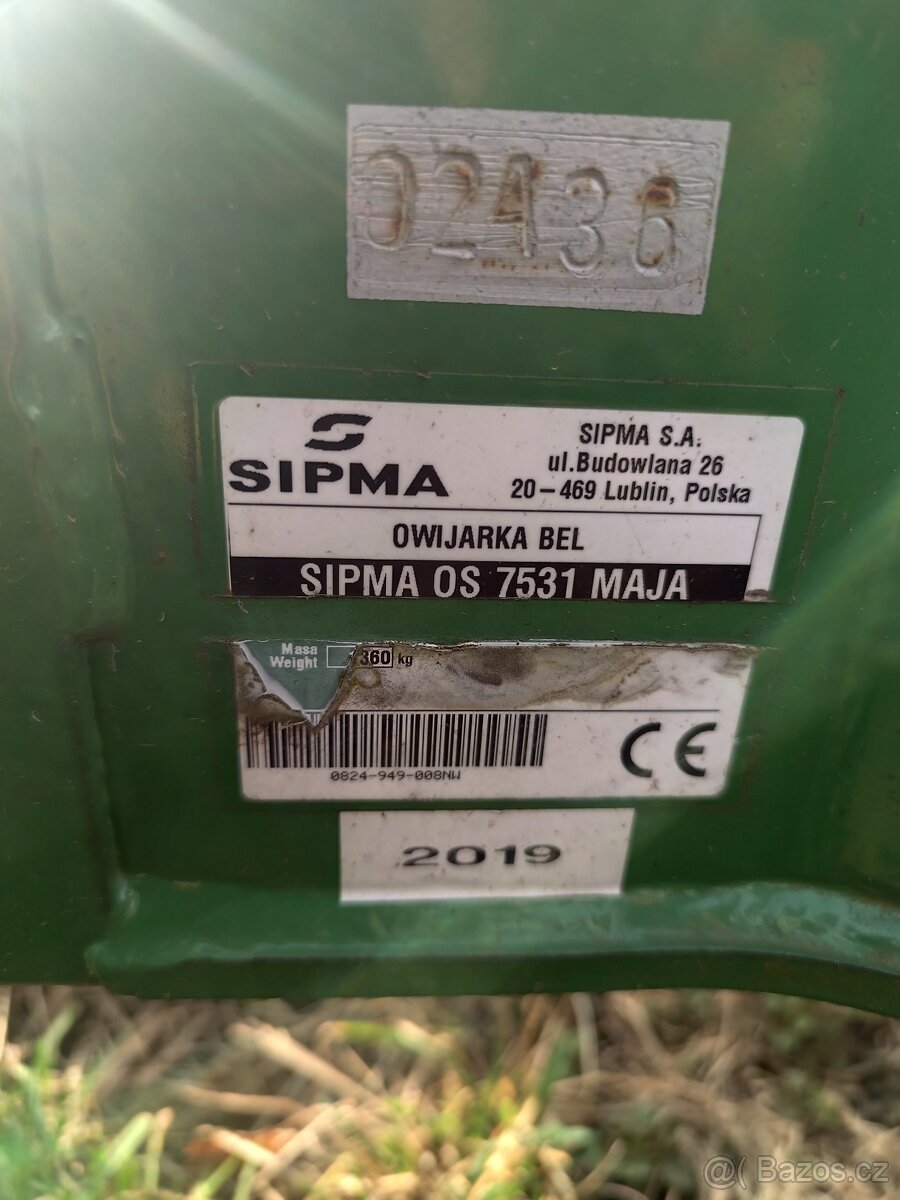 02436
SIPMA
SIPMA S.A.
ul.Budowlana 26
20-469 Lublin, Polska
OWIJARKA BEL
SIPMA OS 7531 MAJA
Masa
Weight
360 kg
0824-949-008NW
CE
2019
@( Bazos.cz